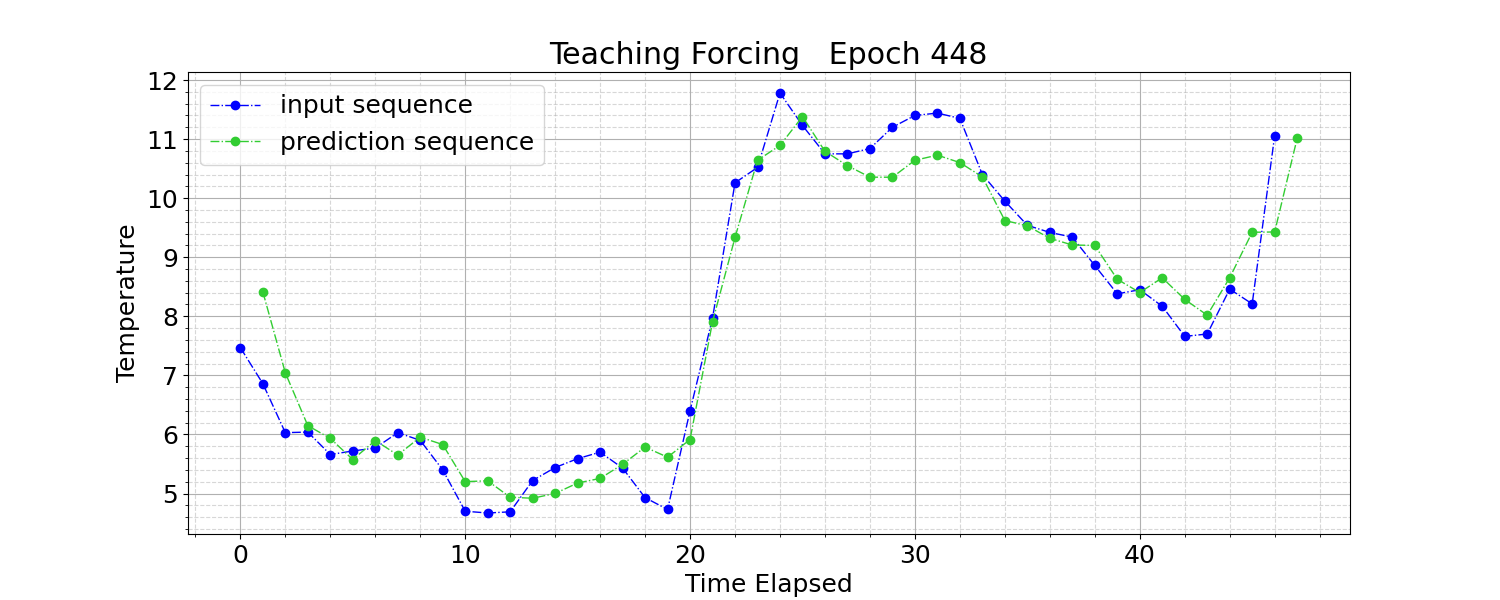 Teaching Forcing   Epoch 448
input sequence
prediction sequence
12
11
10
9
8
7
6
5
Temperature
0 10 20 30 40
Time Elapsed